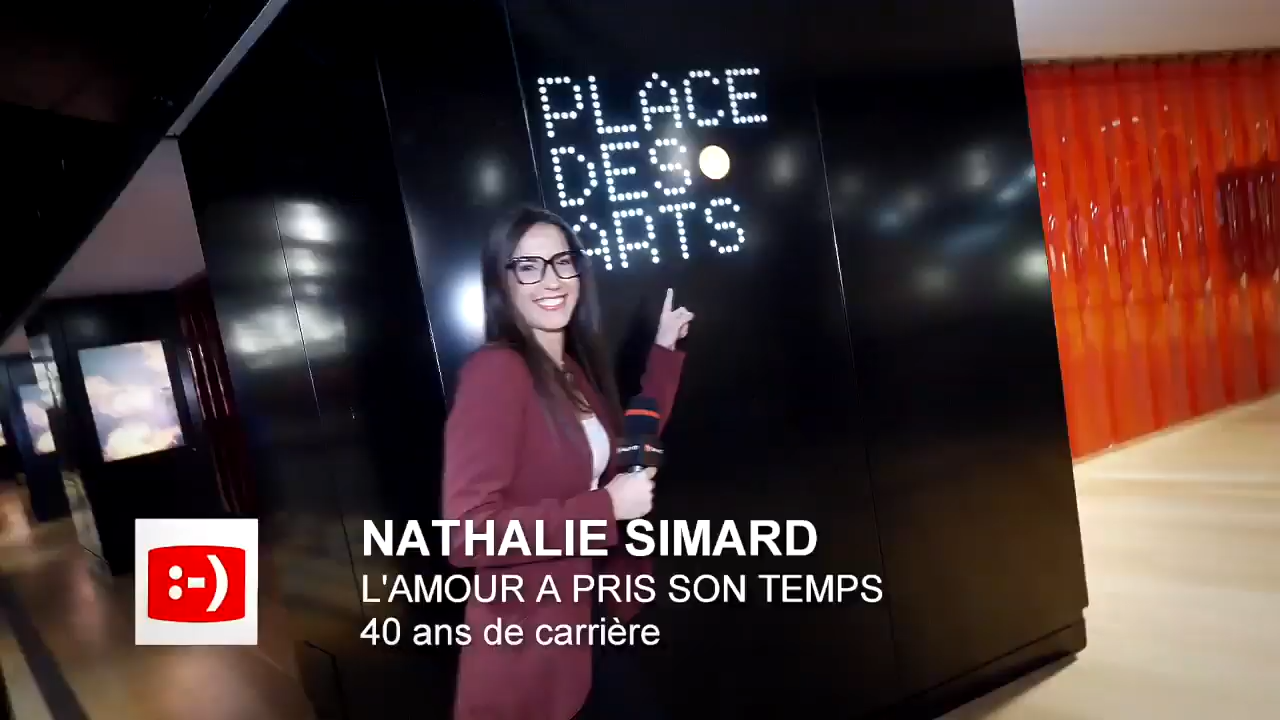 PLACE
DES
ARTS
:-)
NATHALIE SIMARD
L'AMOUR A PRIS SON TEMPS
40 ans de carrière